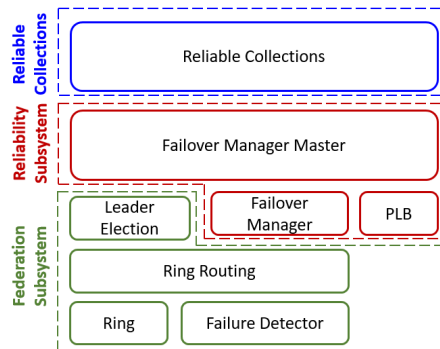 Reliable
Collections
Reliable Collections
Reliability
Subsystem
Failover Manager Master
Failover
Manager
PLB
Federation
Subsystem
Leader
Election
Ring Routing
Ring
Failure Detector